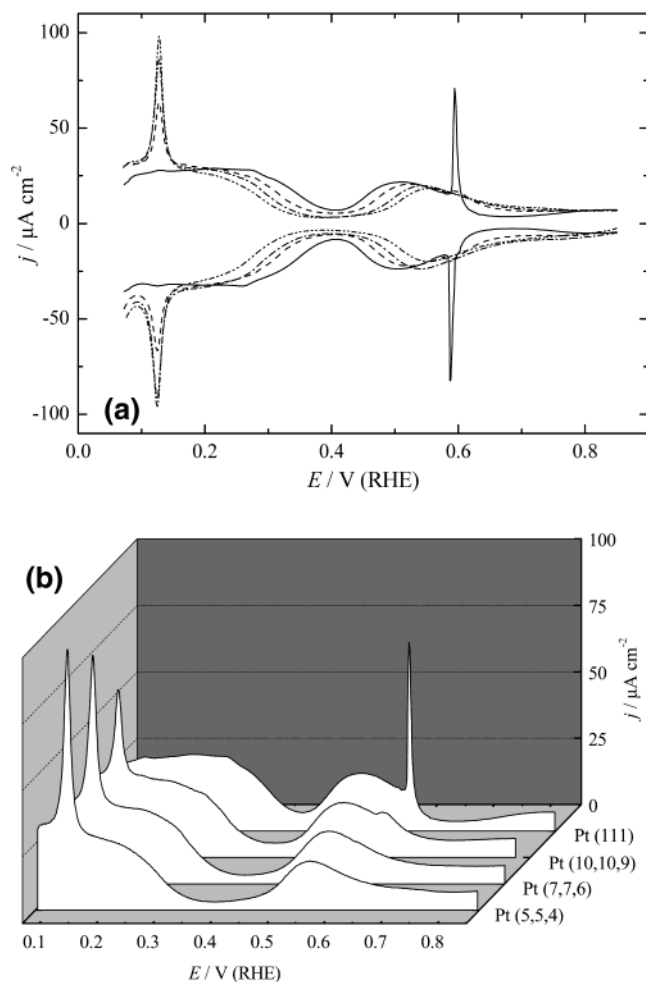 100
50
0
-50
-100
j / µA cm⁻²
(a)
0.0 0.2 0.4 0.6 0.8
E / V (RHE)
(b)
100
75
50
25
0
j / µA cm⁻²
Pt (111)
Pt (10,10,9)
Pt (7,7,6)
Pt (5,5,4)
0.1 0.2 0.3 0.4 0.5 0.6 0.7 0.8
E / V (RHE)